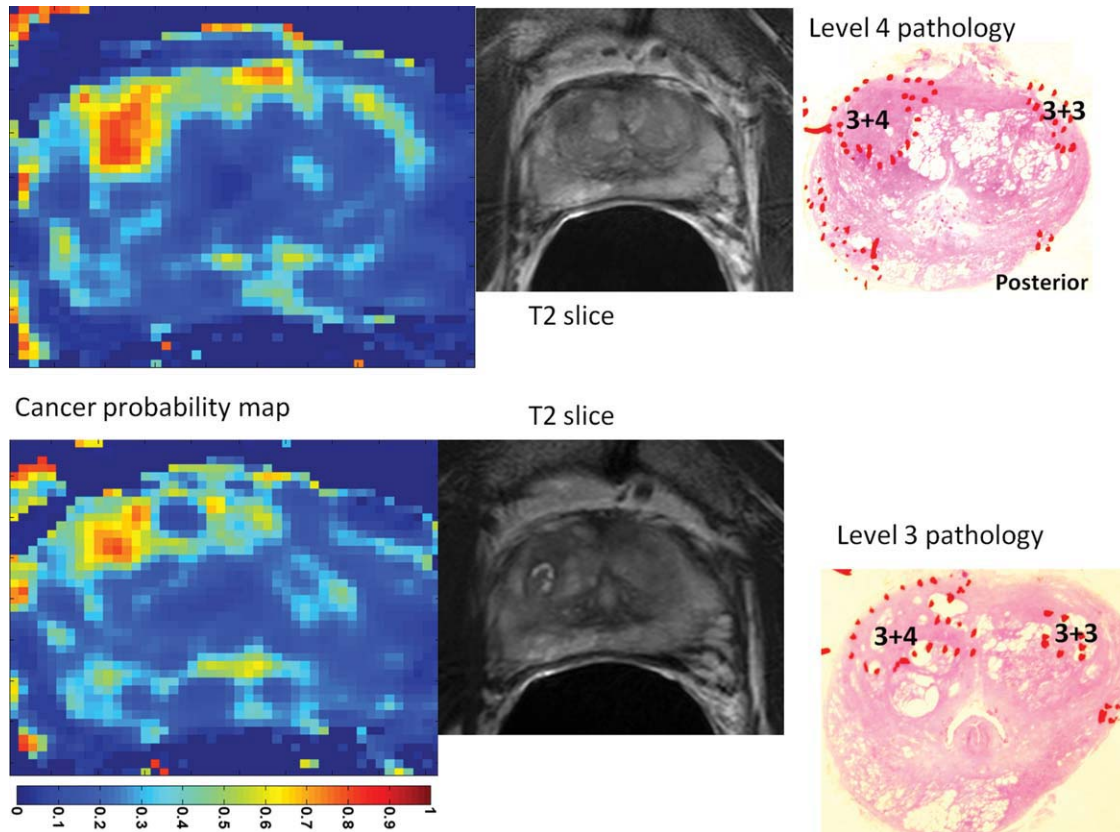 Level 4 pathology
3+4
3+3
Posterior
T2 slice
Cancer probability map
T2 slice
Level 3 pathology
3+4
3+3
0
0.1
0.2
0.3
0.4
0.5
0.6
0.7
0.8
0.9
1